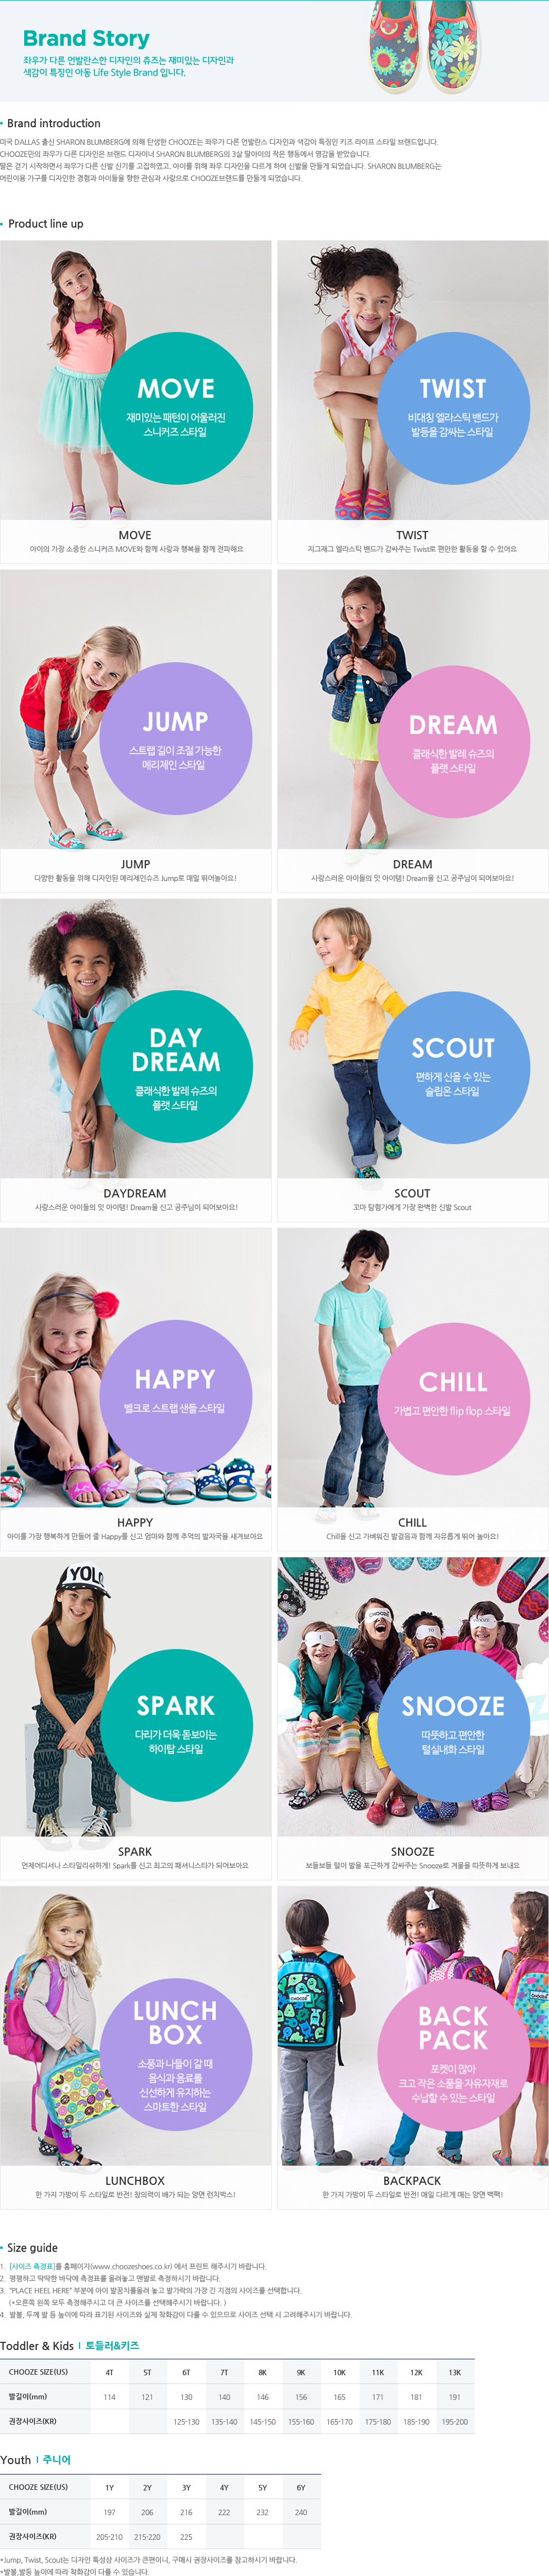 Brand Story
좌우가 다른 언발란스한 디자인의 츄즈는 재미있는 디자인과
색감이 특징인 아동 Life Style Brand 입니다.
Brand introduction
미국 DALLAS 출신 SHARON BLUMBERG에 의해 탄생한 CHOOZE는 좌우가 다른 언발란스 디자인과 색감이 특징인 키즈 라이프 스타일 브랜드입니다.
CHOOZE만의 좌우가 다른 디자인은 브랜드 디자이너 SHARON BLUMBERG의 3살 딸아이의 작은 행동에서 영감을 받았습니다.
딸은 걷기 시작하면서 좌우가 다른 신발 신기를 고집하였고, 아이를 위해 좌우 디자인을 다르게 하여 신발을 만들게 되었습니다. SHARON BLUMBERG는
어린이용 가구를 디자인한 경험과 아이들을 향한 관심과 사랑으로 CHOOZE브랜드를 만들게 되었습니다.
Product line up
MOVE
재미있는 패턴이 어울러진
스니커즈 스타일
TWIST
비대칭 엘라스틱 밴드가
발등을 감싸는 스타일
MOVE
아이의 가장 소중한 스니커즈 MOVE와 함께 사랑과 행복을 함께 전파해요
TWIST
지그재그 엘라스틱 밴드가 감싸주는 Twist로 편안한 활동을 할 수 있어요
JUMP
스트랩 길이 조절 가능한
메리제인 스타일
DREAM
클래식한 발레 슈즈의
플랫 스타일
JUMP
다양한 활동을 위해 디자인된 메리제인슈즈 Jump로 매일 뛰어놀아요!
DREAM
사랑스러운 아이들의 잇 아이템! Dream을 신고 공주님이 되어보아요!
DAY
DREAM
클래식한 발레 슈즈의
플랫 스타일
SCOUT
편하게 신을 수 있는
슬립온 스타일
DAYDREAM
사랑스러운 아이들의 잇 아이템! Dream을 신고 공주님이 되어보아요!
SCOUT
꼬마 탐험가에게 가장 완벽한 신발 Scout
HAPPY
벨크로 스트랩 샌들 스타일
CHILL
가볍고 편안한 flip flop 스타일
HAPPY
아이를 가장 행복하게 만들어 줄 Happy를 신고 엄마와 함께 추억의 발자국을 새겨보아요
CHILL
Chill을 신고 가벼워진 발걸음과 함께 자유롭게 뛰어 놀아요!
YOLO
SPARK
다리가 더욱 돋보이는
하이탑 스타일
CHOOZE
SNOOZE
따뜻하고 편안한
털실내화 스타일
SPARK
언제어디서나 스타일리쉬하게! Spark를 신고 최고의 패셔니스타가 되어보아요
SNOOZE
보들보들 털이 발을 포근하게 감싸주는 Snooze로 겨울을 따뜻하게 보내요
LUNCH
BOX
소풍과 나들이 갈 때
음식과 음료를
신선하게 유지하는
스마트한 스타일
CHOOZE
BACK
PACK
포켓이 많아
크고 작은 소품을 자유자재로
수납할 수 있는 스타일
CHOOZE
LUNCHBOX
한 가지 가방이 두 스타일로 반전! 창의력이 배가 되는 양면 런치박스!
BACKPACK
한 가지 가방이 두 스타일로 반전! 매일 다르게 매는 양면 백팩!
Size guide
1. [사이즈 측정표]를 홈페이지(www.choozeshoes.co.kr) 에서 프린트 해주시기 바랍니다.
2. 평평하고 딱딱한 바닥에 측정표를 올려놓고 맨발로 측정하시기 바랍니다.
3. "PLACE HEEL HERE" 부분에 아이 발꿈치를올려 놓고 발가락의 가장 긴 지점의 사이즈를 선택합니다.
(*오른쪽 왼쪽 모두 측정해주시고 더 큰 사이즈를 선택해주시기 바랍니다. )
4. 발볼, 두께 발 등 높이에 따라 표기된 사이즈와 실제 착화감이 다를 수 있으므로 사이즈 선택 시 고려해주시기 바랍니다.
Toddler & Kids | 토들러&키즈
CHOOZE SIZE(US) 4T 5T 6T 7T 8K 9K 10K 11K 12K 13K
발길이(mm) 114 121 130 140 146 156 165 171 181 191
권장사이즈(KR) 125-130 135-140 145-150 155-160 165-170 175-180 185-190 195-200
Youth | 주니어
CHOOZE SIZE(US) 1Y 2Y 3Y 4Y 5Y 6Y
발길이(mm) 197 206 216 222 232 240
권장사이즈(KR) 205-210 215-220 225
*Jump, Twist, Scout는 디자인 특성상 사이즈가 큰편이니, 구매시 권장사이즈를 참고하시기 바랍니다.
*발볼,발등 높이에 따라 착화감이 다를 수 있습니다.